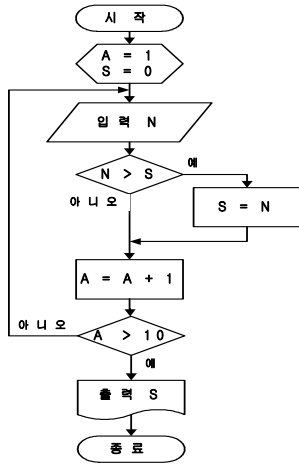 시 작
A = 1
S = 0
입 력 N
N > S
예
아 니 오
S = N
A = A + 1
아 니 오
A > 10
예
출 력 S
종 료